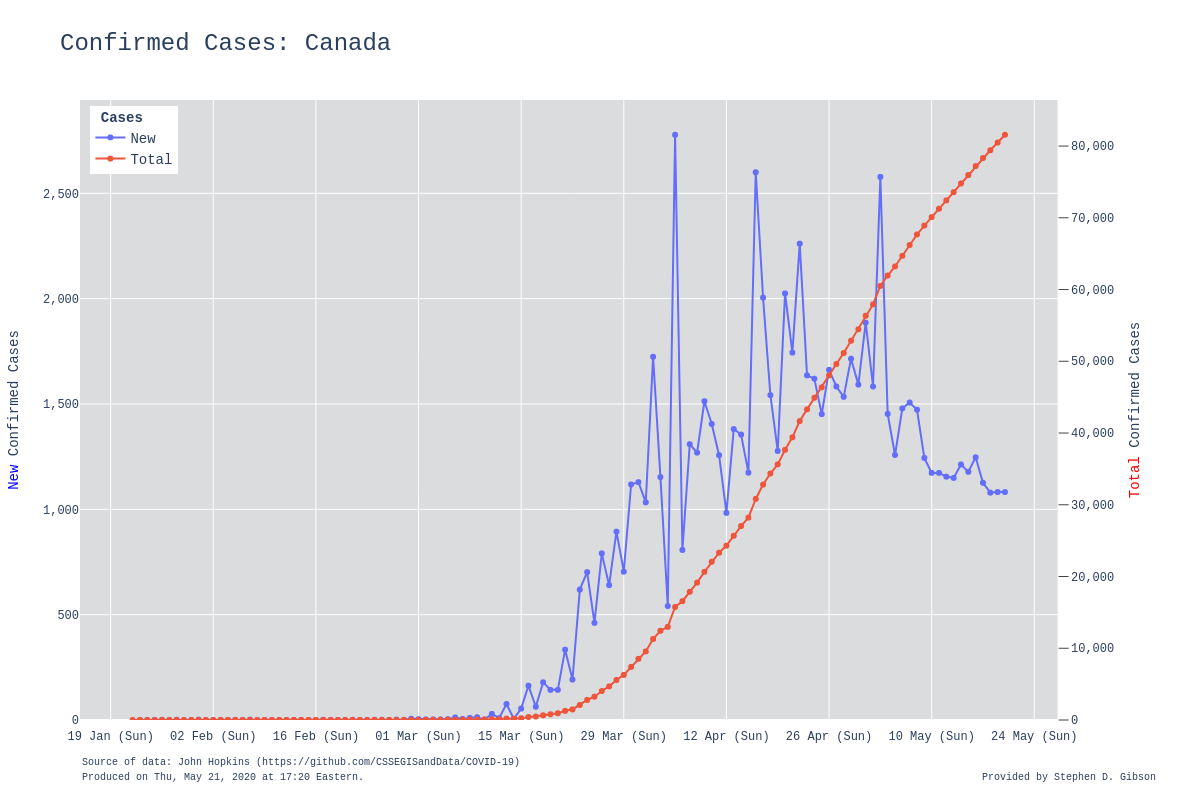 Confirmed Cases: Canada
Cases
New
Total
2,500
2,000
1,500
1,000
500
0
New Confirmed Cases
80,000
70,000
60,000
50,000
40,000
30,000
20,000
10,000
0
Total Confirmed Cases
19 Jan (Sun) 02 Feb (Sun) 16 Feb (Sun) 01 Mar (Sun) 15 Mar (Sun) 29 Mar (Sun) 12 Apr (Sun) 26 Apr (Sun) 10 May (Sun) 24 May (Sun)
Source of data: John Hopkins (https://github.com/CSSEGISandData/COVID-19)
Produced on Thu, May 21, 2020 at 17:20 Eastern.
Provided by Stephen D. Gibson